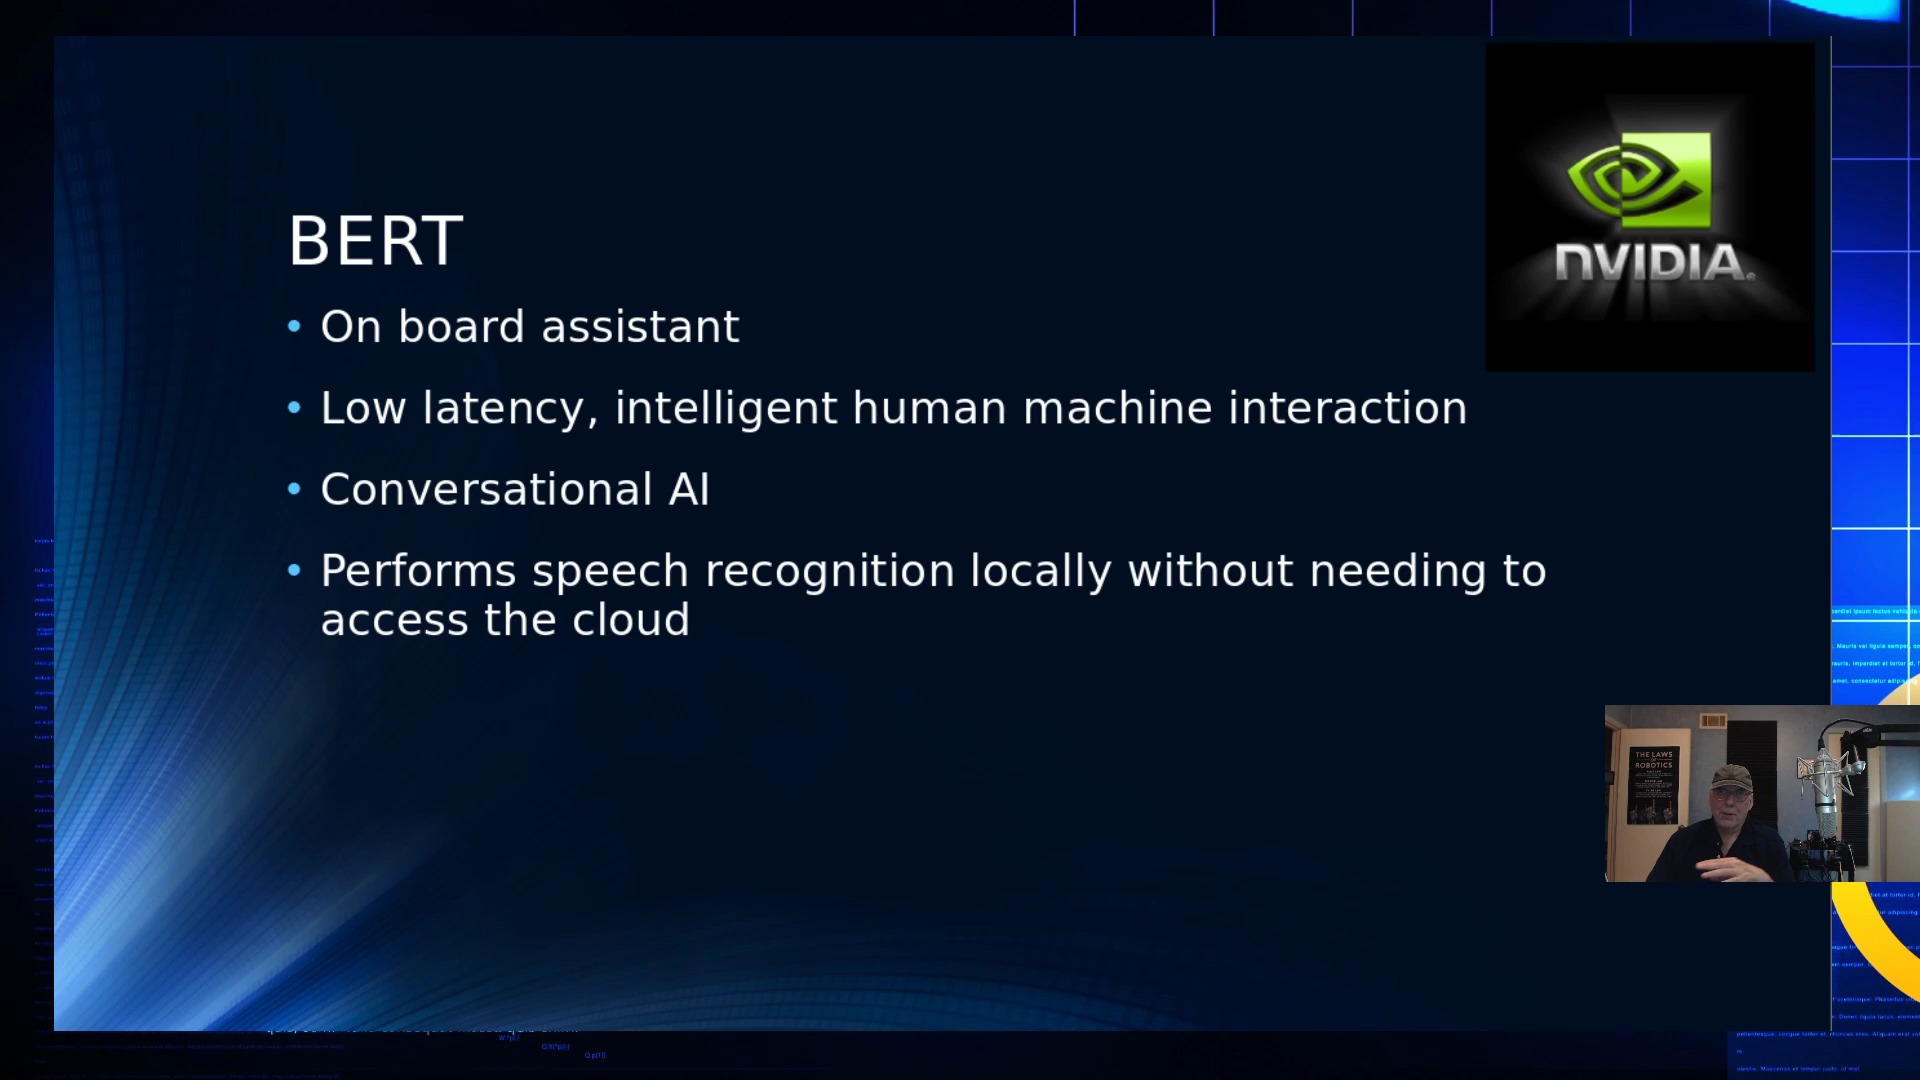 BERT
• On board assistant
• Low latency, intelligent human machine interaction
• Conversational AI
• Performs speech recognition locally without needing to
access the cloud
NVIDIA
THE LAWS
OF
ROBOTICS